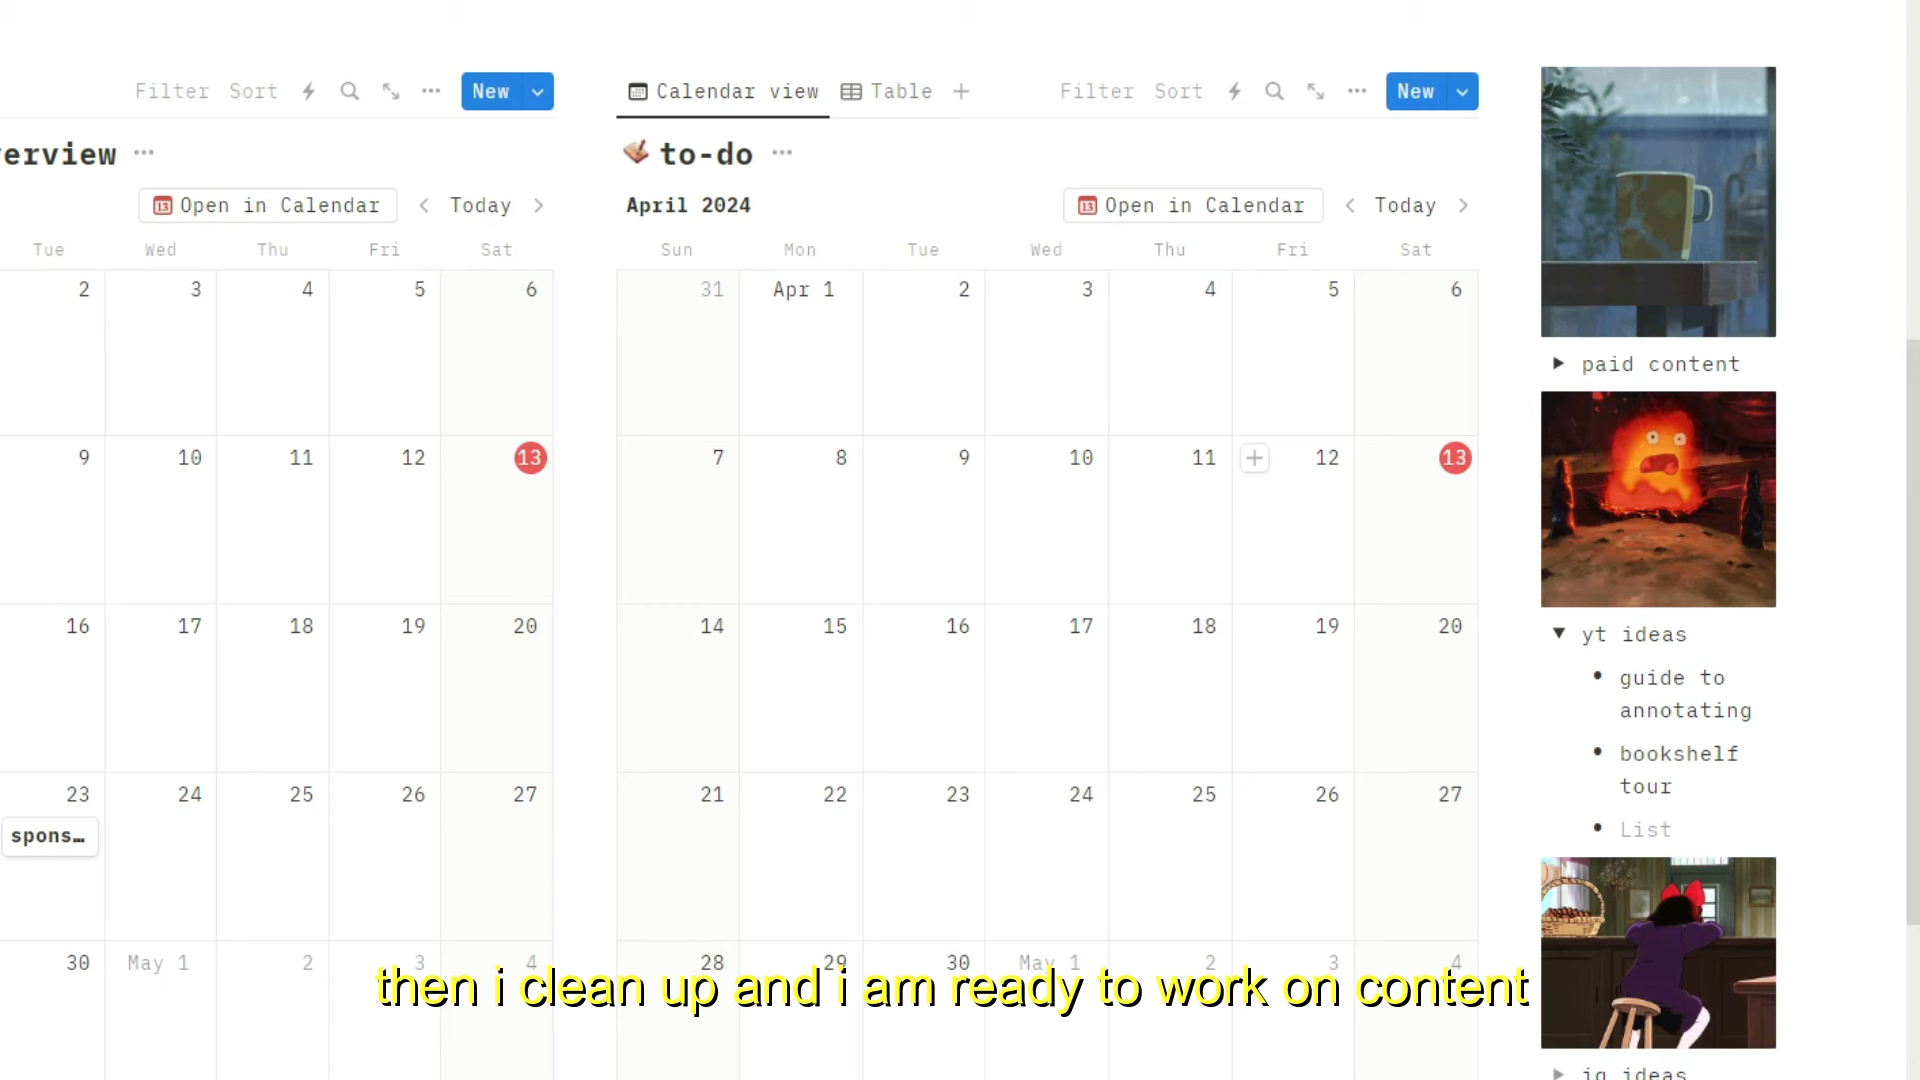 Filter Sort New
erview
Open in Calendar Today
Tue Wed Thu Fri Sat
2 3 4 5 6
9 10 11 12 13
16 17 18 19 20
23 24 25 26 27
spons…
30 May 1 2 3 4
Calendar view Table Filter Sort New
to-do
April 2024 Open in Calendar Today
Sun Mon Tue Wed Thu Fri Sat
31 Apr 1 2 3 4 5 6
7 8 9 10 11 12 13
14 15 16 17 18 19 20
21 22 23 24 25 26 27
28 29 30 May 1 2 3 4
paid content
yt ideas
guide to
annotating
bookshelf
tour
List
ig ideas
then i clean up and i am ready to work on content